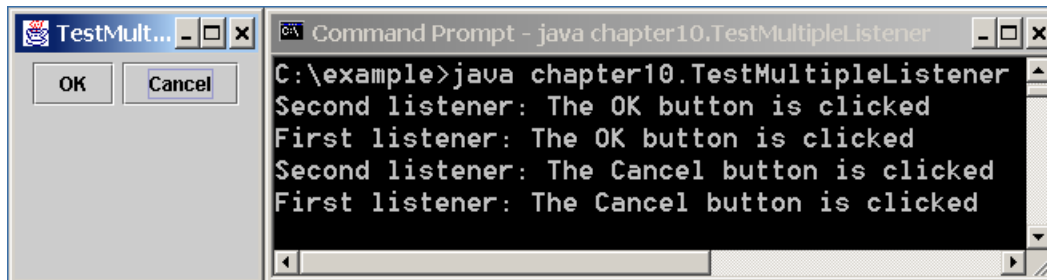 TestMult...
OK
Cancel
Command Prompt - java chapter10.TestMultipleListener
C:\example>java chapter10.TestMultipleListener
Second listener: The OK button is clicked
First listener: The OK button is clicked
Second listener: The Cancel button is clicked
First listener: The Cancel button is clicked